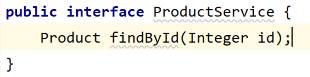 public interface ProductService {
    Product findById(Integer id);
}